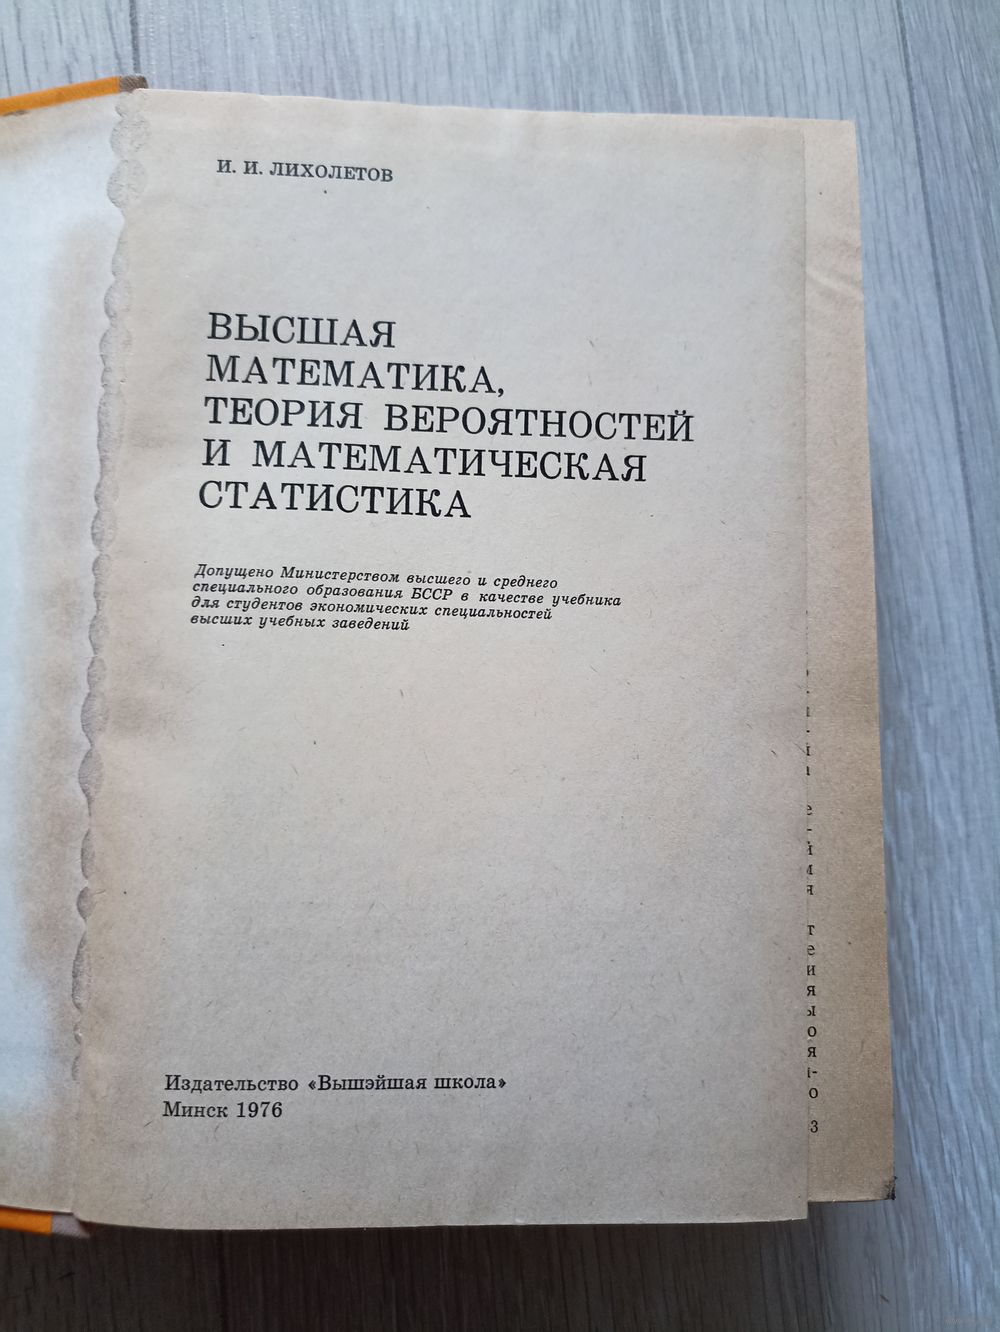 И. И. ЛИХОЛЕТОВ
ВЫСШАЯ
МАТЕМАТИКА,
ТЕОРИЯ ВЕРОЯТНОСТЕЙ
И МАТЕМАТИЧЕСКАЯ
СТАТИСТИКА
Допущено Министерством высшего и среднего
специального образования БССР в качестве учебника
для студентов экономических специальностей
высших учебных заведений
Издательство «Вышэйшая школа»
Минск 1976
е
т
е
и
я
ы
о
я
о
3